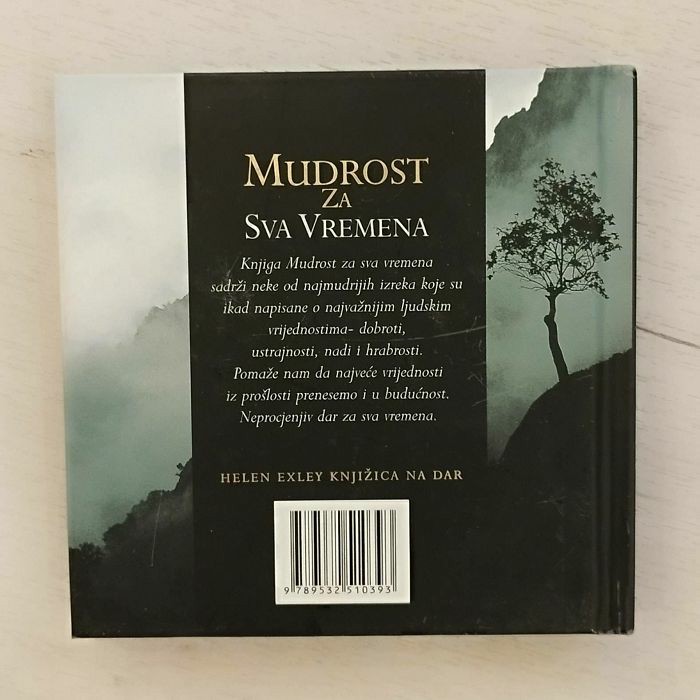 MUDROST
ZA
SVA VREMENA
Knjiga Mudrost za sva vremena
sadrži neke od najmudrijih izreka koje su
ikad napisane o najvažnijim ljudskim
vrijednostima- dobroti,
ustrajnosti, nadi i hrabrosti.
Pomaže nam da najveće vrijednosti
iz prošlosti prenesemo i u budućnost.
Neprocjenjiv dar za sva vremena.
HELEN EXLEY KNJIŽICA NA DAR
9 789532 510393